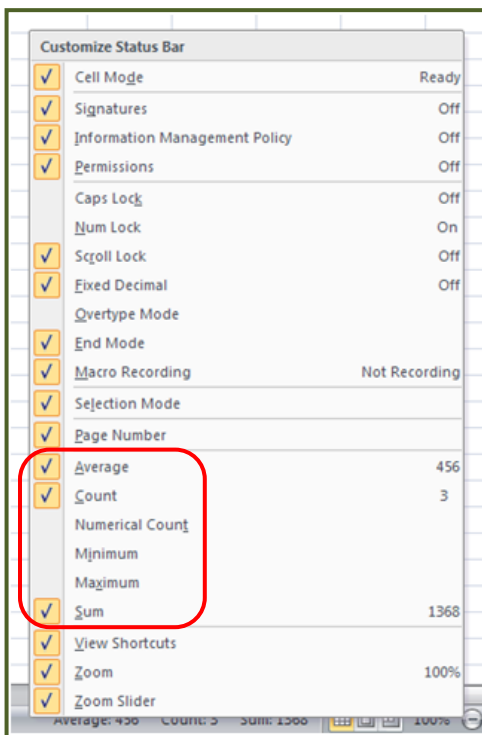 Customize Status Bar
Cell Mode Ready
Signatures Off
Information Management Policy Off
Permissions Off
Caps Lock Off
Num Lock On
Scroll Lock Off
Fixed Decimal Off
Overtype Mode
End Mode
Macro Recording Not Recording
Selection Mode
Page Number
Average 456
Count 3
Numerical Count
Minimum
Maximum
Sum 1368
View Shortcuts
Zoom 100%
Zoom Slider
Average: 456 Count: 3 Sum: 1368 100%